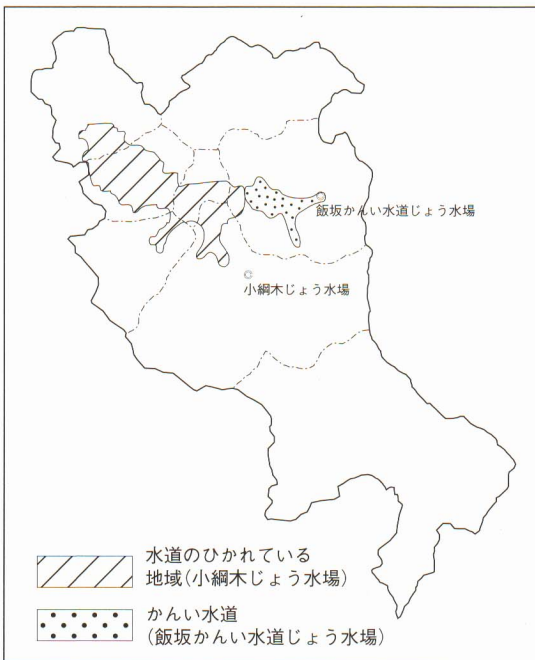 飯坂かんい水道じょう水場
小綱木じょう水場
水道のひかれている
地域(小綱木じょう水場)
かんい水道
(飯坂かんい水道じょう水場)